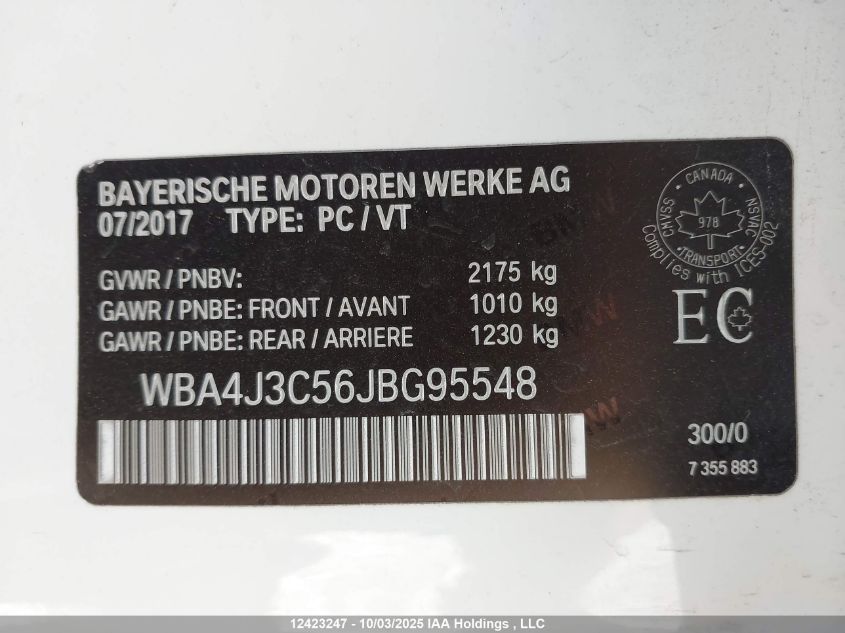 BAYERISCHE MOTOREN WERKE AG
07/2017 TYPE: PC / VT
GVWR / PNBV: 2175 kg
GAWR / PNBE: FRONT / AVANT 1010 kg
GAWR / PNBE: REAR / ARRIERE 1230 kg
WBA4J3C56JBG95548
CANADA
CMVSS
NSVAC
978
TRANSPORT
Complies with ICES-002
EC
300/0
7 355 883
BMW
12423247 - 10/03/2025 IAA Holdings , LLC